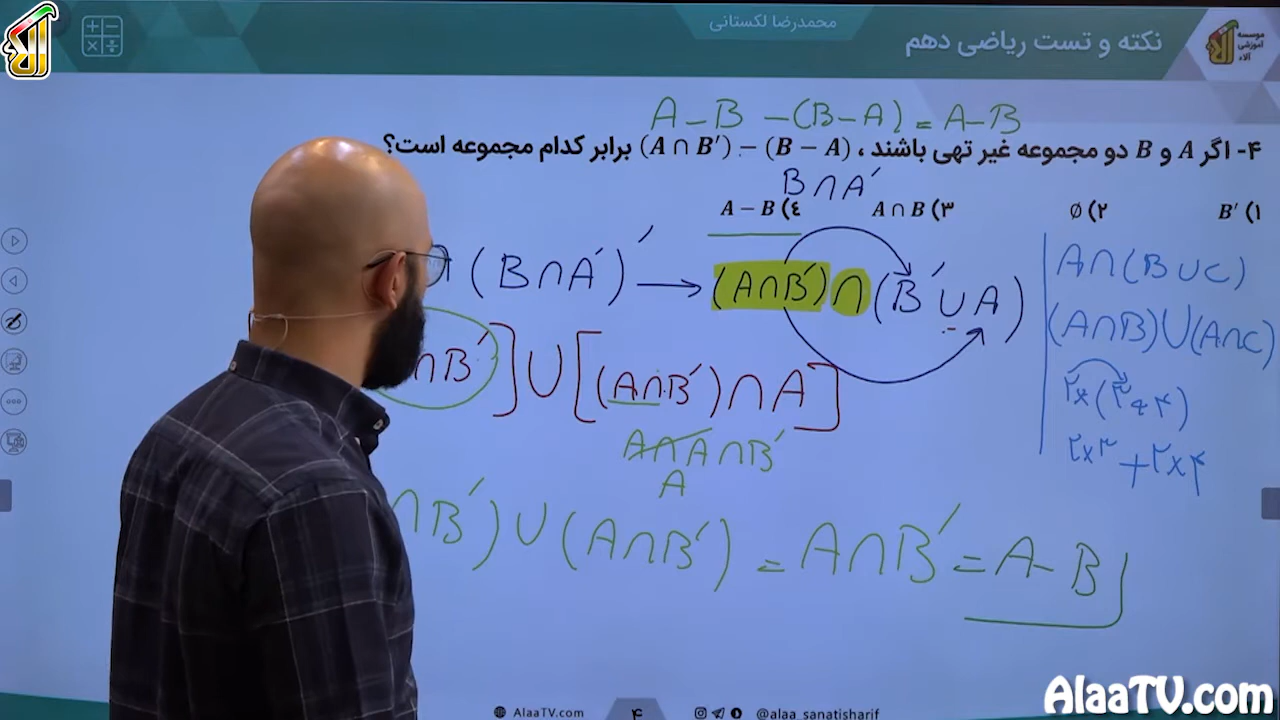 محمدرضا لکستانی
نکته و تست ریاضی دهم
موسسه
آموزشی
آلاء
A - B - (B - A) = A - B
۴- اگر A و B دو مجموعه غیر تهی باشند ، (A ∩ B′) − (B − A) برابر کدام مجموعه است؟
B ∩ A′
۱) B′ ۲) ∅ ۳) A ∩ B ٤) A − B
(B ∩ A′)′ → (A ∩ B′) ∩ (B′ ∪ A)
∩ B′ ] ∪ [ (A ∩ B′) ∩ A ]
A ∩ A ∩ B′
A
∩ B′) ∪ (A ∩ B′) = A ∩ B′ = A - B
A ∩ (B ∪ C)
(A ∩ B) ∪ (A ∩ C)
۲×(۳+۴)
۲×۳ + ۲×۴
AlaaTV.com
۴
@alaa_sanatisharif
AlaaTV.com